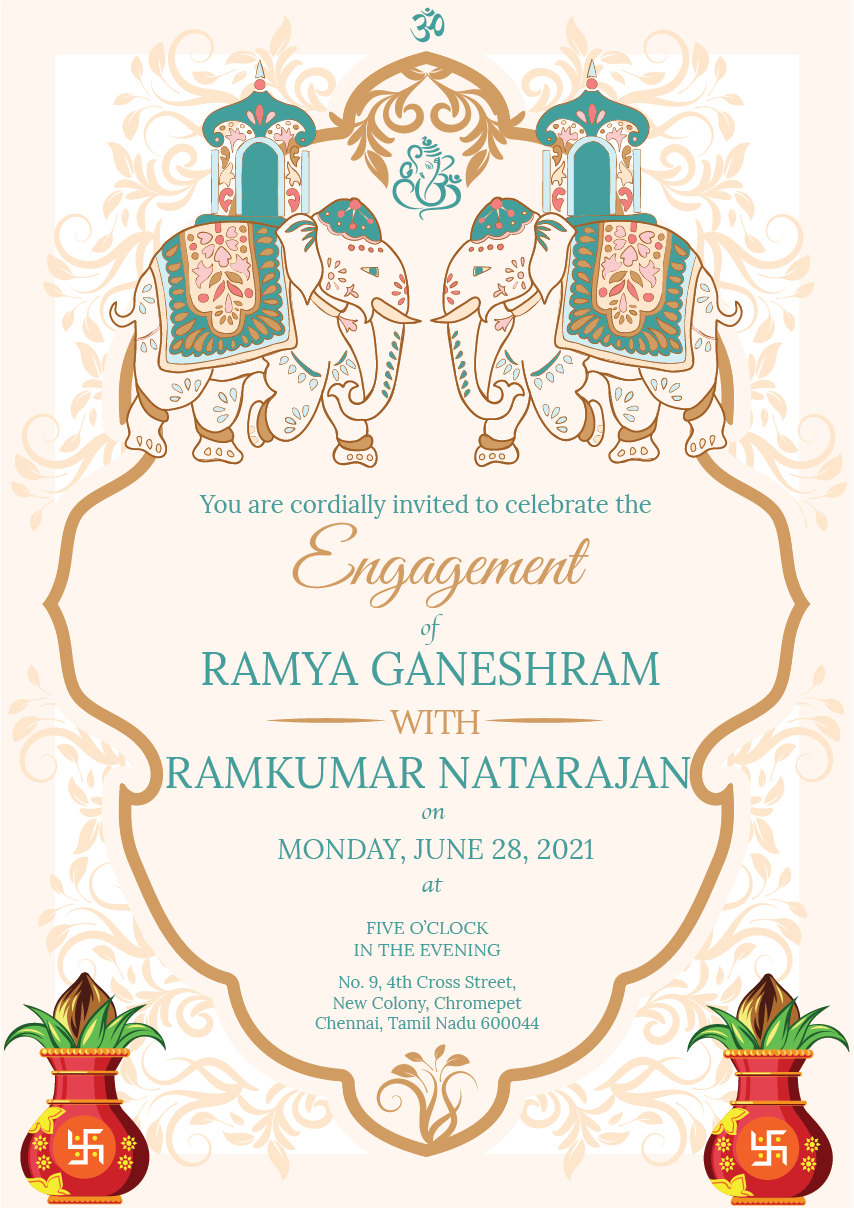 ॐ
You are cordially invited to celebrate the
Engagement
of
RAMYA GANESHRAM
WITH
RAMKUMAR NATARAJAN
on
MONDAY, JUNE 28, 2021
at
FIVE O’CLOCK
IN THE EVENING
No. 9, 4th Cross Street,
New Colony, Chromepet
Chennai, Tamil Nadu 600044